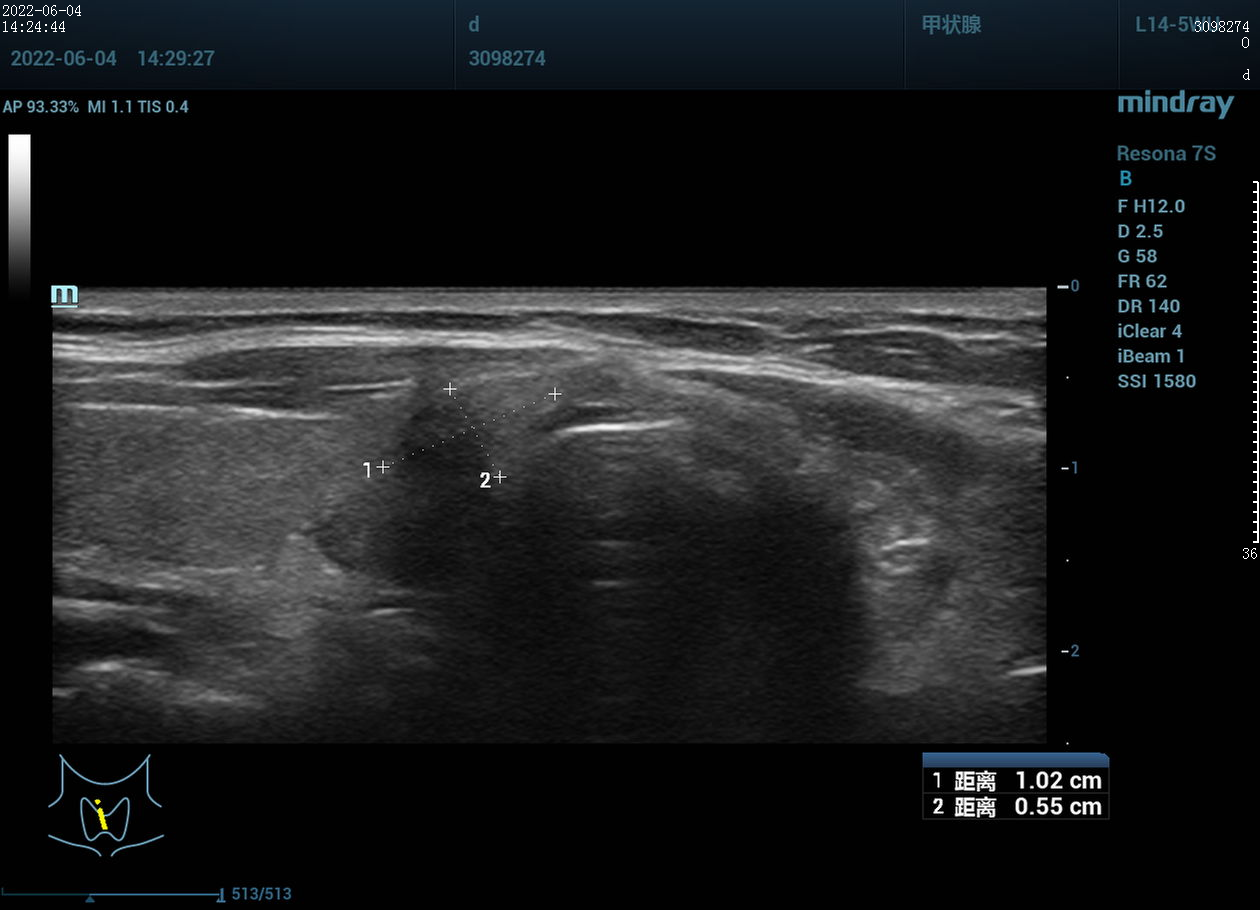 2022-06-04
14:24:44
2022-06-04 14:29:27
d
3098274
甲状腺
3098274
0
d
AP 93.33% MI 1.1 TIS 0.4
mindray
Resona 7S
B
F H12.0
D 2.5
G 58
FR 62
DR 140
iClear 4
iBeam 1
SSI 1580
m
0
1
2
1
2
36
1 距离 1.02 cm
2 距离 0.55 cm
513/513